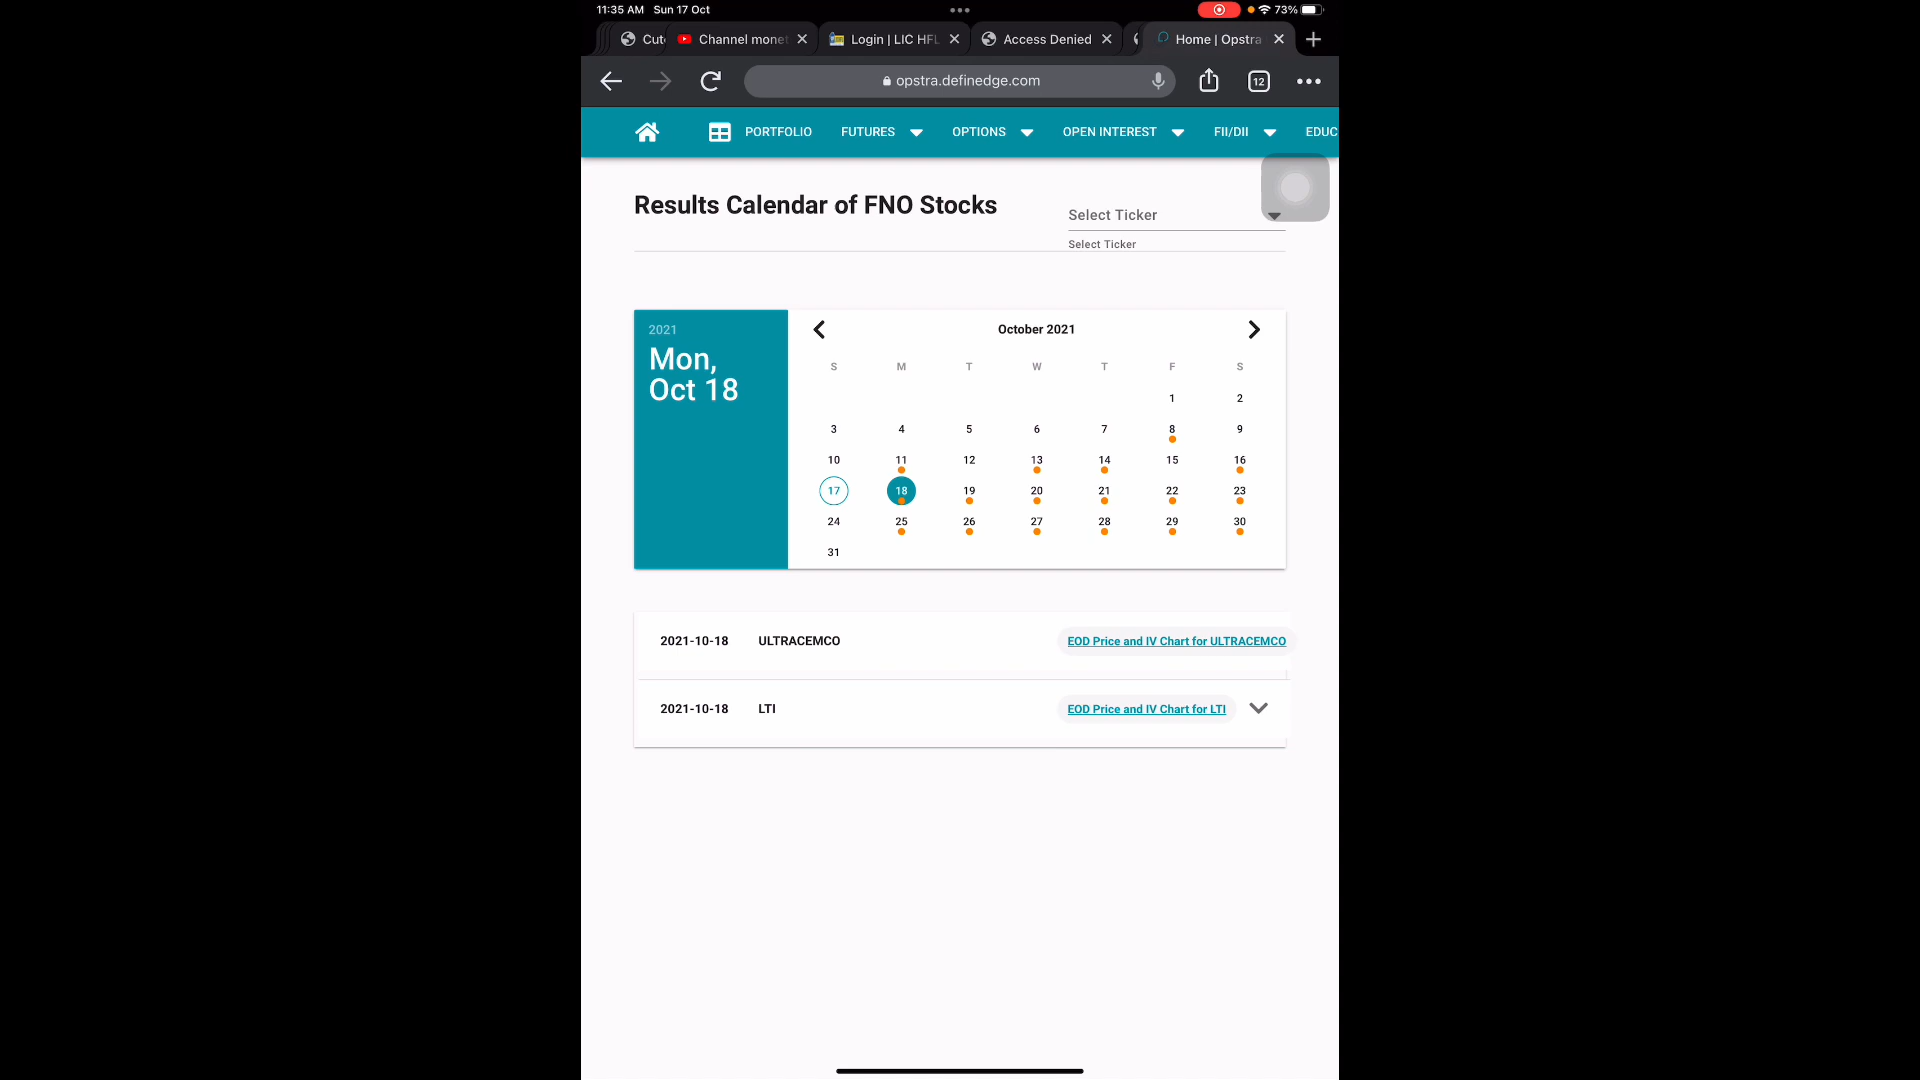 11:35 AM Sun 17 Oct
73%
Cut
Channel monet
Login | LIC HFL
Access Denied
Home | Opstra
opstra.definedge.com
12
PORTFOLIO FUTURES OPTIONS OPEN INTEREST FII/DII EDUC
Results Calendar of FNO Stocks
Select Ticker
Select Ticker
2021
Mon,
Oct 18
October 2021
S M T W T F S
1 2
3 4 5 6 7 8 9
10 11 12 13 14 15 16
17 18 19 20 21 22 23
24 25 26 27 28 29 30
31
2021-10-18 ULTRACEMCO EOD Price and IV Chart for ULTRACEMCO
2021-10-18 LTI EOD Price and IV Chart for LTI